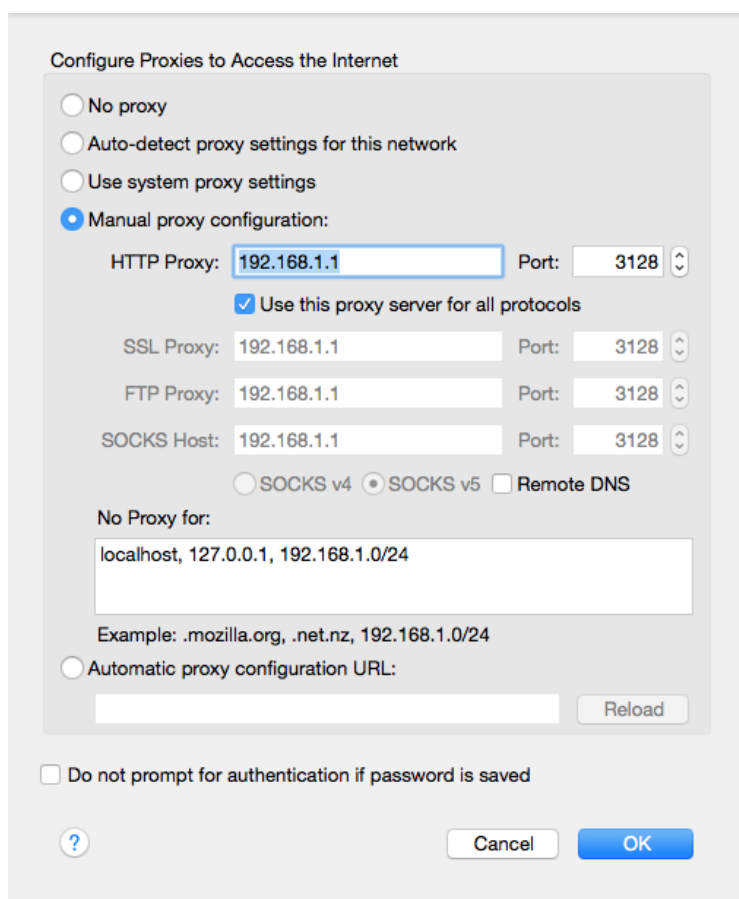 Configure Proxies to Access the Internet
No proxy
Auto-detect proxy settings for this network
Use system proxy settings
Manual proxy configuration:
HTTP Proxy: 192.168.1.1 Port: 3128
Use this proxy server for all protocols
SSL Proxy: 192.168.1.1 Port: 3128
FTP Proxy: 192.168.1.1 Port: 3128
SOCKS Host: 192.168.1.1 Port: 3128
SOCKS v4 SOCKS v5 Remote DNS
No Proxy for:
localhost, 127.0.0.1, 192.168.1.0/24
Example: .mozilla.org, .net.nz, 192.168.1.0/24
Automatic proxy configuration URL:
Reload
Do not prompt for authentication if password is saved
? Cancel OK